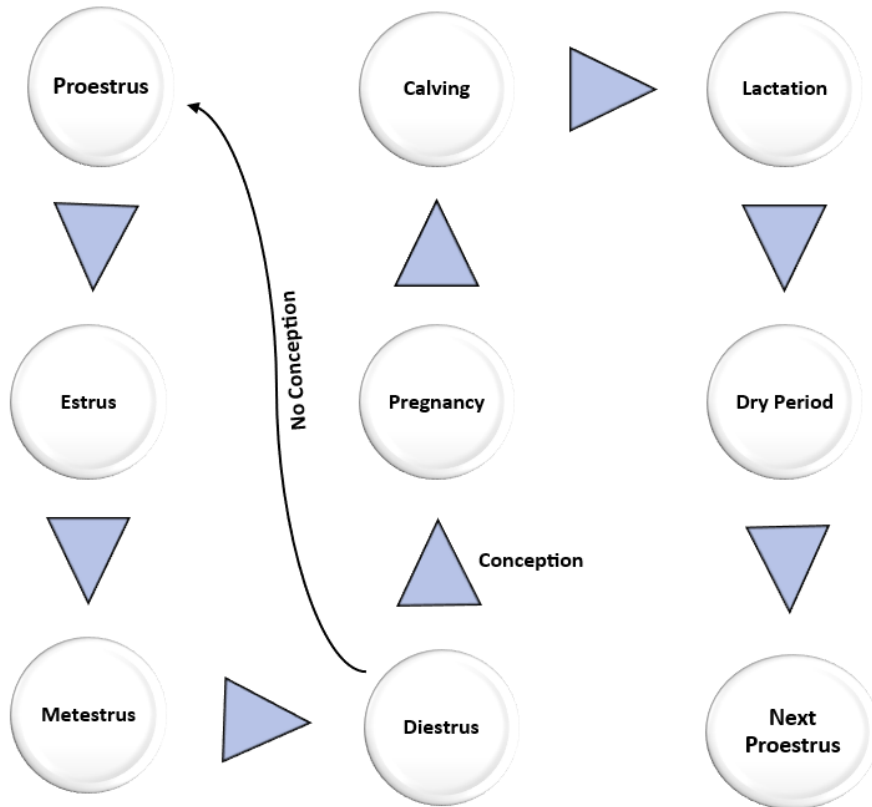 Proestrus
Estrus
Metestrus
Diestrus
No Conception
Conception
Pregnancy
Calving
Lactation
Dry Period
Next
Proestrus